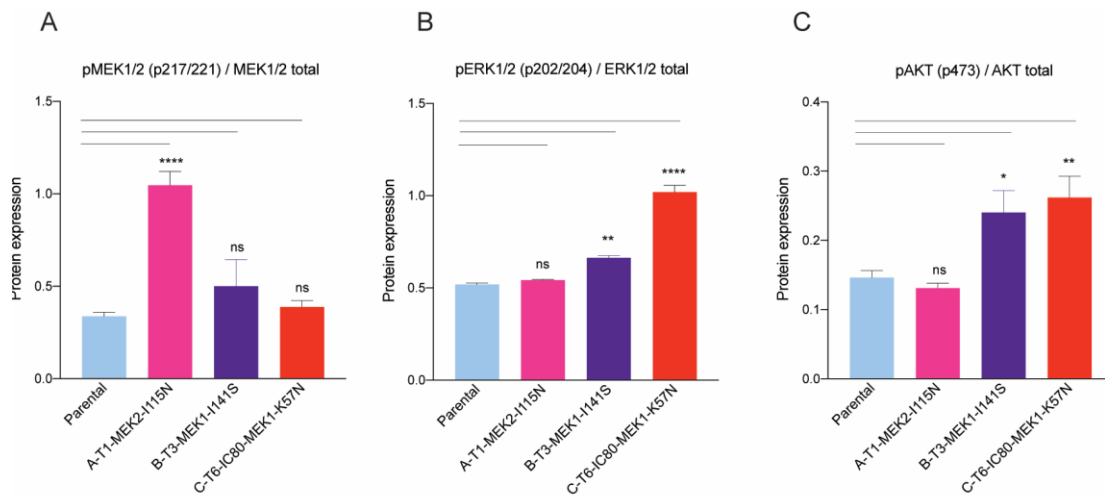 A
pMEK1/2 (p217/221) / MEK1/2 total
Protein expression
1.5
1.0
0.5
0.0
****
ns
ns
Parental
A-T1-MEK2-I115N
B-T3-MEK1-I141S
C-T6-IC80-MEK1-K57N
B
pERK1/2 (p202/204) / ERK1/2 total
Protein expression
1.5
1.0
0.5
0.0
ns
**
****
Parental
A-T1-MEK2-I115N
B-T3-MEK1-I141S
C-T6-IC80-MEK1-K57N
C
pAKT (p473) / AKT total
Protein expression
0.4
0.3
0.2
0.1
0.0
ns
*
**
Parental
A-T1-MEK2-I115N
B-T3-MEK1-I141S
C-T6-IC80-MEK1-K57N